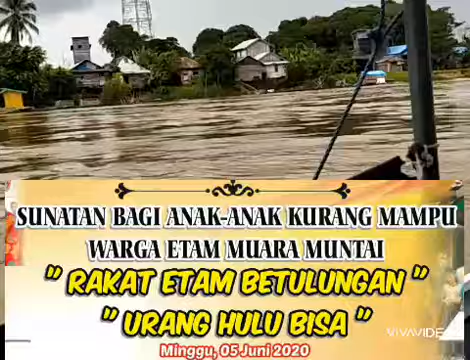 SUNATAN BAGI ANAK-ANAK KURANG MAMPU
WARGA ETAM MUARA MUNTAI
" RAKAT ETAM BETULUNGAN "
" URANG HULU BISA "
Minggu, 05 Juni 2020
VIVAVIDEO